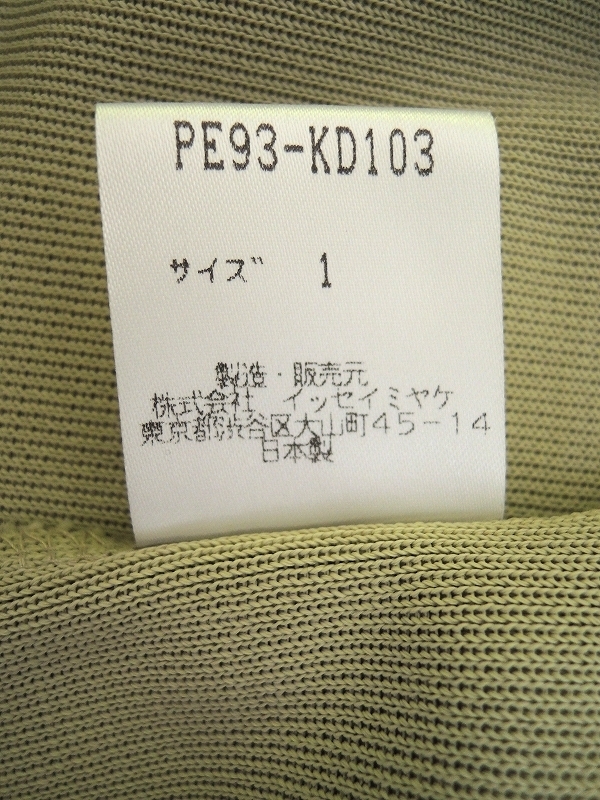 PE93-KD103
サイズ 1
製造・販売元
株式会社 イッセイミヤケ
東京都渋谷区大山町45-14
日本製